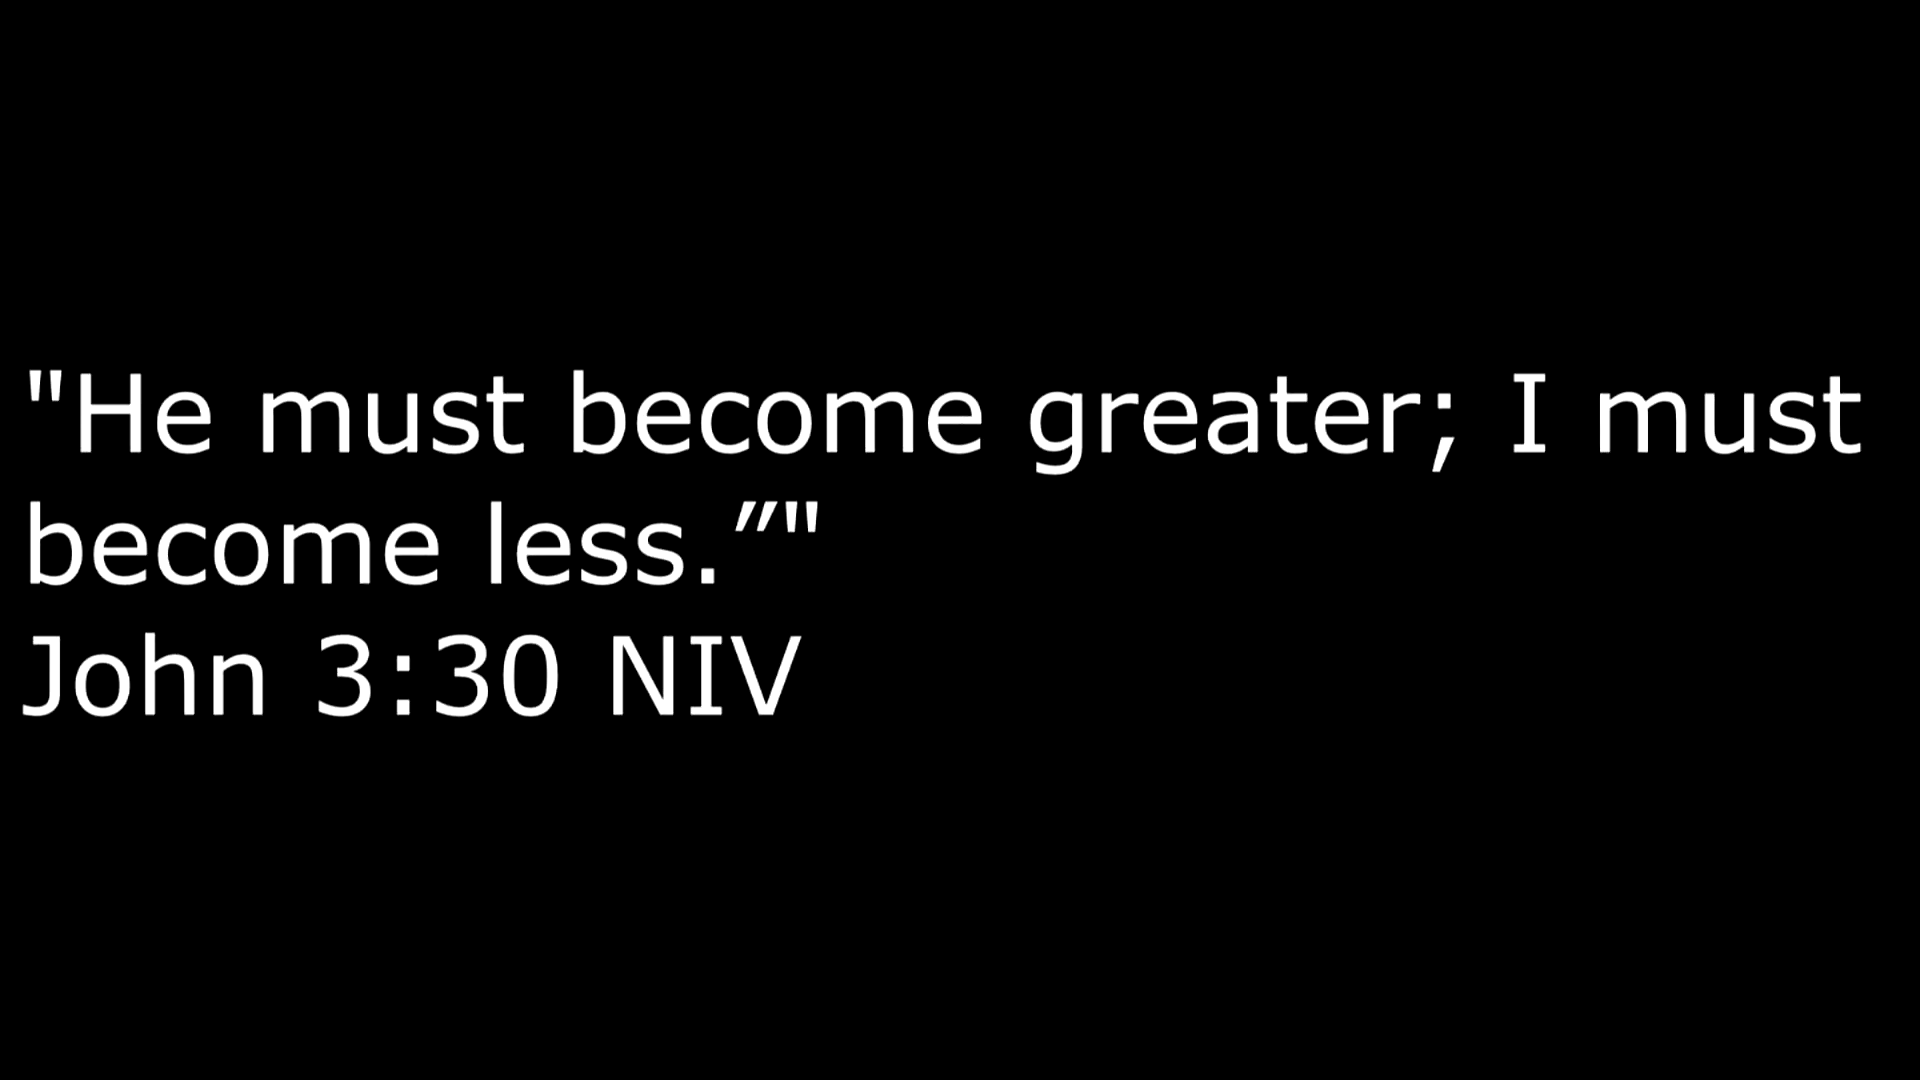 "He must become greater; I must
become less.”"
John 3:30 NIV